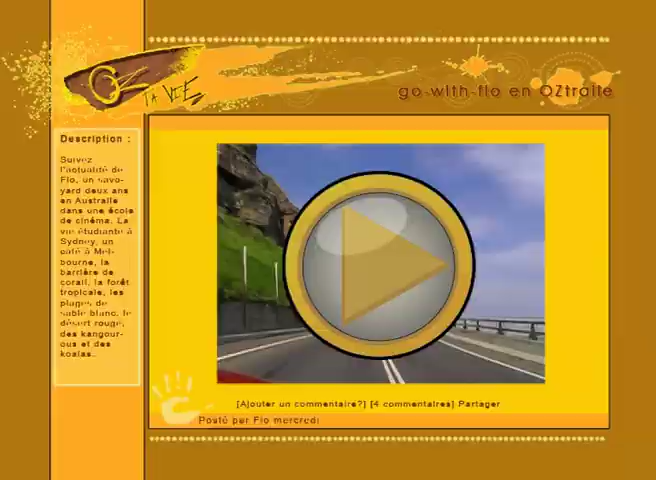 OZ
TA VIE
go-with-flo en OZtralie
Description :
Suivez
l'actualité de
Flo, un savo-
yard deux ans
en Australie
dans une école
de cinéma. La
vie étudiante à
Sydney, un
pâté à Mel-
bourne, la
barrière de
corail, la forêt
tropicale, les
plages de
sable blanc, le
désert rouge,
des kangour-
ous et des
koalas.
[Ajouter un commentaire?] [4 commentaires] Partager
Posté par Flo mercredi